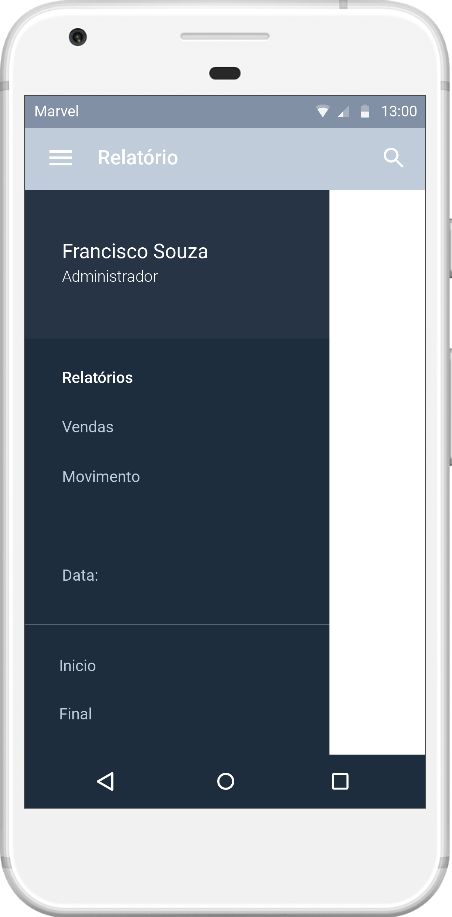 Marvel 13:00
Relatório
Francisco Souza
Administrador
Relatórios
Vendas
Movimento
Data:
Inicio
Final